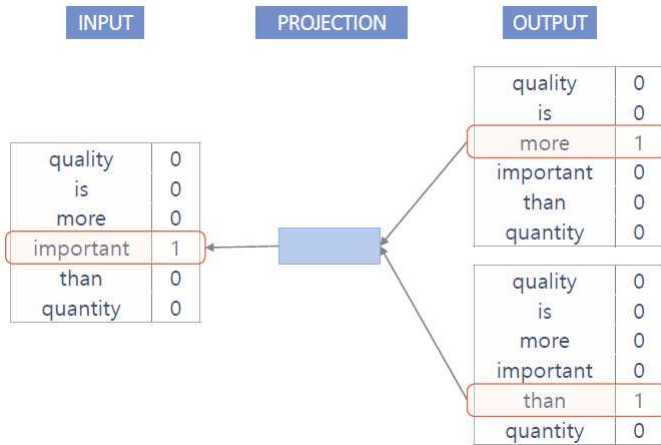 INPUT PROJECTION OUTPUT
quality 0
is 0
more 0
important 1
than 0
quantity 0
quality 0
is 0
more 1
important 0
than 0
quantity 0
quality 0
is 0
more 0
important 0
than 1
quantity 0